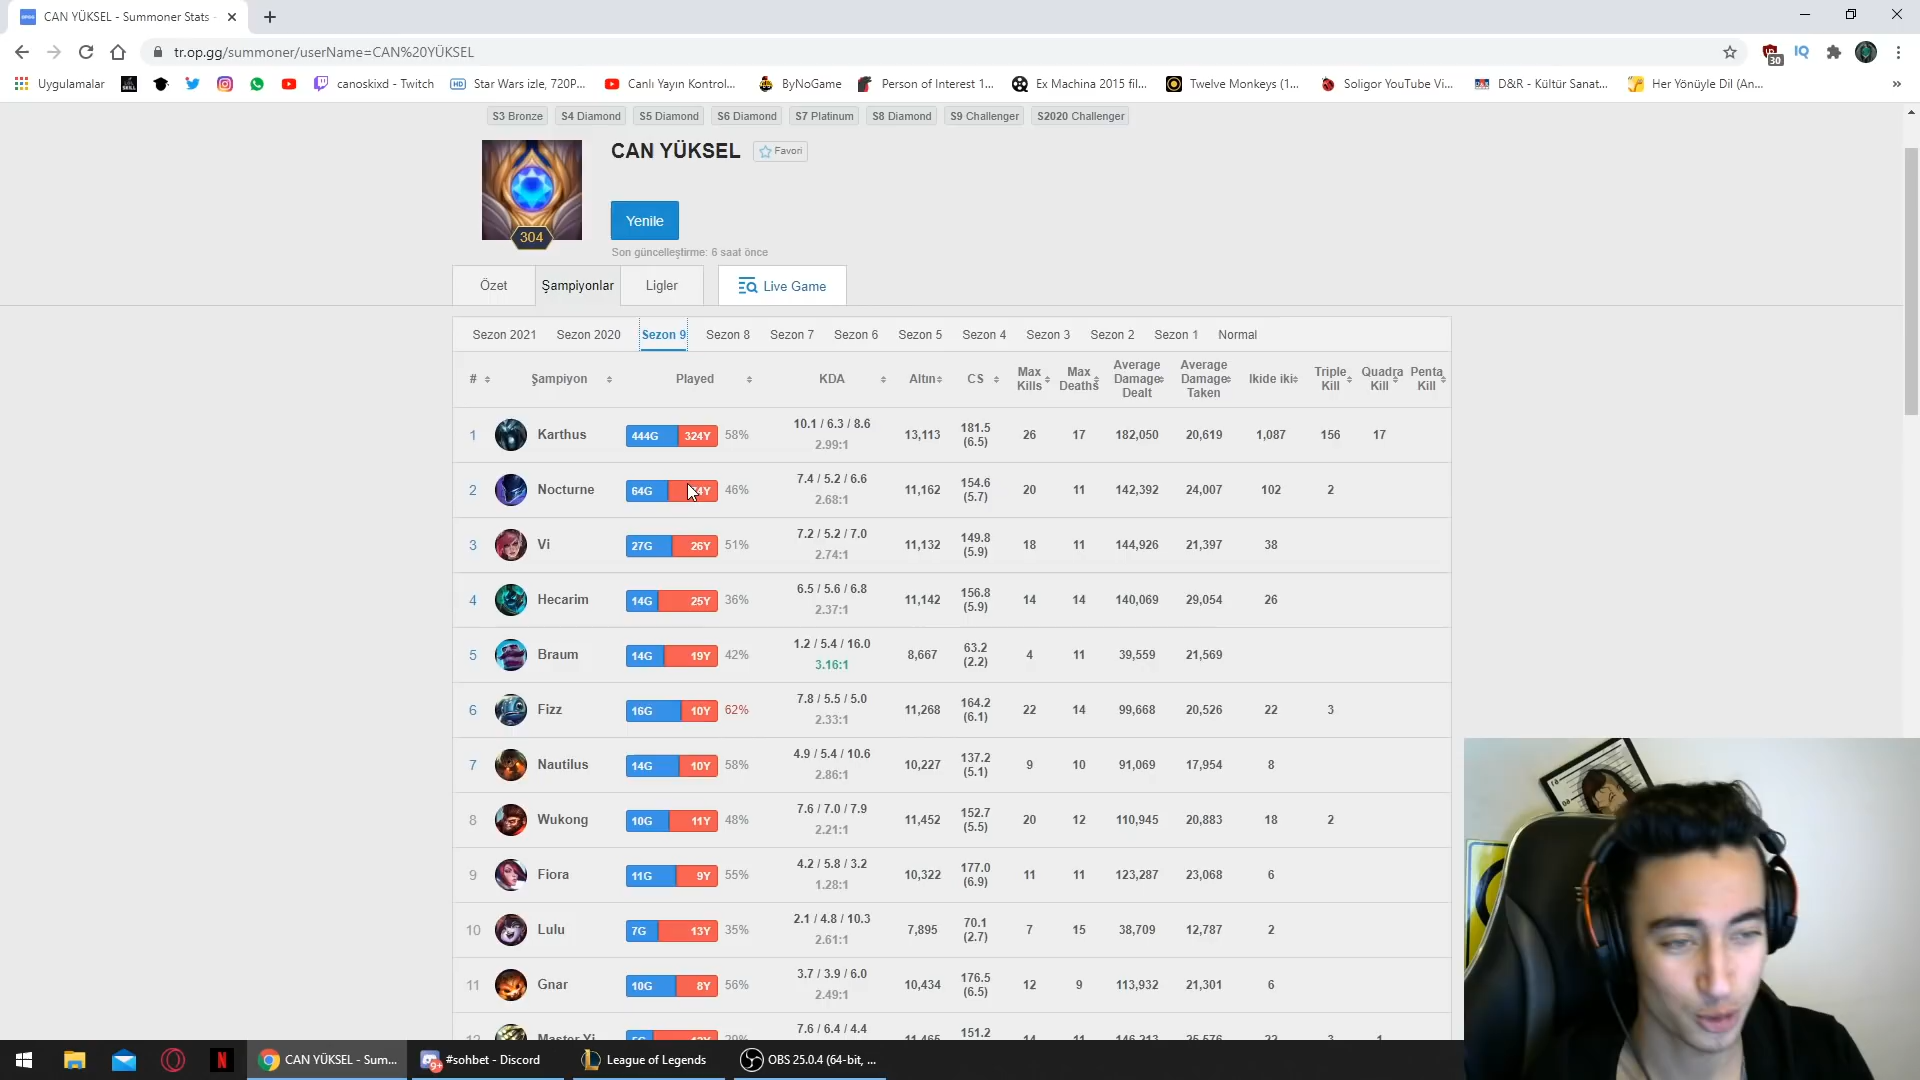 CAN YÜKSEL - Summoner Stats -
tr.op.gg/summoner/userName=CAN%20YÜKSEL
30
Uygulamalar
canoskixd - Twitch
Star Wars izle, 720P...
Canlı Yayın Kontrol...
ByNoGame
Person of Interest 1...
Ex Machina 2015 fil...
Twelve Monkeys (1...
Soligor YouTube Vi...
D&R - Kültür Sanat...
Her Yönüyle Dil (An...
S3 Bronze S4 Diamond S5 Diamond S6 Diamond S7 Platinum S8 Diamond S9 Challenger S2020 Challenger
CAN YÜKSEL
Favori
304
Yenile
Son güncelleştirme: 6 saat önce
Özet Şampiyonlar Ligler Live Game
Sezon 2021 Sezon 2020 Sezon 9 Sezon 8 Sezon 7 Sezon 6 Sezon 5 Sezon 4 Sezon 3 Sezon 2 Sezon 1 Normal
# Şampiyon Played KDA Altın CS Max Kills Max Deaths Average Damage Dealt Average Damage Taken Ikide iki Triple Kill Quadra Kill Penta Kill
1 Karthus 444G 324Y 58% 10.1 / 6.3 / 8.6 2.99:1 13,113 181.5 (6.5) 26 17 182,050 20,619 1,087 156 17
2 Nocturne 64G 4Y 46% 7.4 / 5.2 / 6.6 2.68:1 11,162 154.6 (5.7) 20 11 142,392 24,007 102 2
3 Vi 27G 26Y 51% 7.2 / 5.2 / 7.0 2.74:1 11,132 149.8 (5.9) 18 11 144,926 21,397 38
4 Hecarim 14G 25Y 36% 6.5 / 5.6 / 6.8 2.37:1 11,142 156.8 (5.9) 14 14 140,069 29,054 26
5 Braum 14G 19Y 42% 1.2 / 5.4 / 16.0 3.16:1 8,667 63.2 (2.2) 4 11 39,559 21,569
6 Fizz 16G 10Y 62% 7.8 / 5.5 / 5.0 2.33:1 11,268 164.2 (6.1) 22 14 99,668 20,526 22 3
7 Nautilus 14G 10Y 58% 4.9 / 5.4 / 10.6 2.86:1 10,227 137.2 (5.1) 9 10 91,069 17,954 8
8 Wukong 10G 11Y 48% 7.6 / 7.0 / 7.9 2.21:1 11,452 152.7 (5.5) 20 12 110,945 20,883 18 2
9 Fiora 11G 9Y 55% 4.2 / 5.8 / 3.2 1.28:1 10,322 177.0 (6.9) 11 11 123,287 23,068 6
10 Lulu 7G 13Y 35% 2.1 / 4.8 / 10.3 2.61:1 7,895 70.1 (2.7) 7 15 38,709 12,787 2
11 Gnar 10G 8Y 56% 3.7 / 3.9 / 6.0 2.49:1 10,434 176.5 (6.5) 12 9 113,932 21,301 6
Master Yi 7.6 / 6.4 / 4.4 151.2
CAN YÜKSEL - Sum...
#sohbet - Discord
League of Legends
OBS 25.0.4 (64-bit, ...